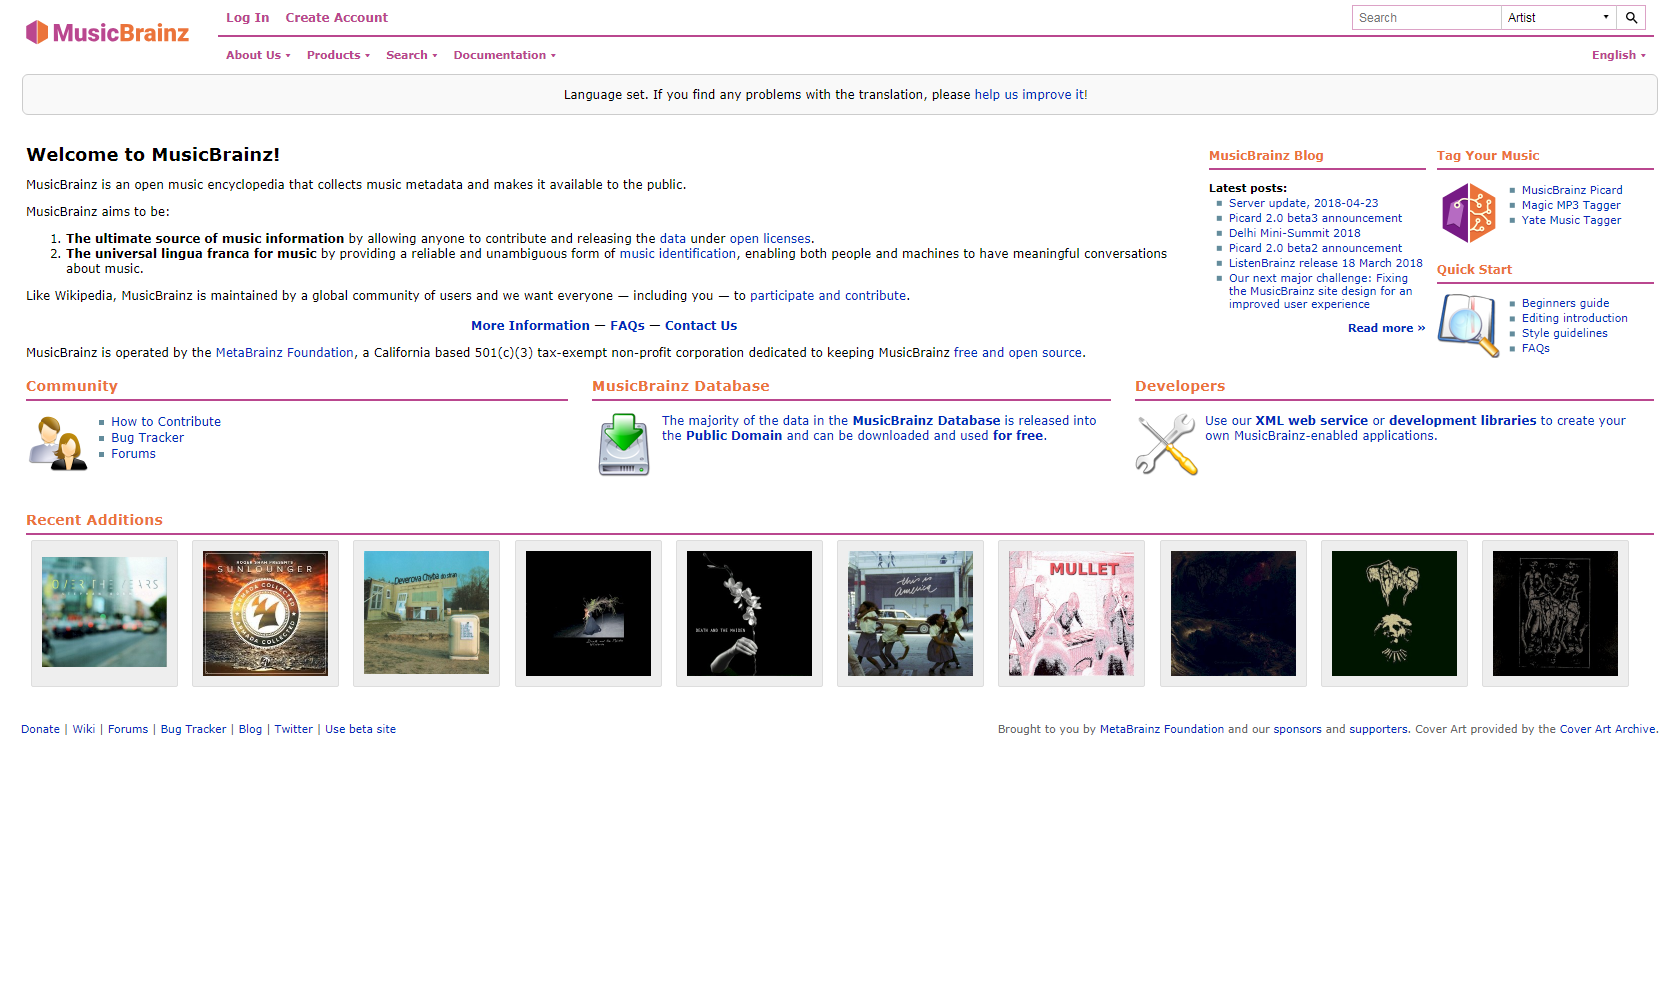 MusicBrainz
Log In Create Account
Search Artist
About Us Products Search Documentation
English
Language set. If you find any problems with the translation, please help us improve it!
Welcome to MusicBrainz!
MusicBrainz is an open music encyclopedia that collects music metadata and makes it available to the public.
MusicBrainz aims to be:
1. The ultimate source of music information by allowing anyone to contribute and releasing the data under open licenses.
2. The universal lingua franca for music by providing a reliable and unambiguous form of music identification, enabling both people and machines to have meaningful conversations
about music.
Like Wikipedia, MusicBrainz is maintained by a global community of users and we want everyone — including you — to participate and contribute.
More Information — FAQs — Contact Us
MusicBrainz is operated by the MetaBrainz Foundation, a California based 501(c)(3) tax-exempt non-profit corporation dedicated to keeping MusicBrainz free and open source.
MusicBrainz Blog
Latest posts:
Server update, 2018-04-23
Picard 2.0 beta3 announcement
Delhi Mini-Summit 2018
Picard 2.0 beta2 announcement
ListenBrainz release 18 March 2018
Our next major challenge: Fixing
the MusicBrainz site design for an
improved user experience
Read more »
Tag Your Music
MusicBrainz Picard
Magic MP3 Tagger
Yate Music Tagger
Quick Start
Beginners guide
Editing introduction
Style guidelines
FAQs
Community
How to Contribute
Bug Tracker
Forums
MusicBrainz Database
The majority of the data in the MusicBrainz Database is released into
the Public Domain and can be downloaded and used for free.
Developers
Use our XML web service or development libraries to create your
own MusicBrainz-enabled applications.
Recent Additions
OVER THE YEARS
ROGER SHAH PRESENTS
SUNLOUNGER
ARMADA COLLECTED
ARMADA COLLECTED
Deverova Chyba
DEATH AND THE MAIDEN
this is
america
MULLET
Donate | Wiki | Forums | Bug Tracker | Blog | Twitter | Use beta site
Brought to you by MetaBrainz Foundation and our sponsors and supporters. Cover Art provided by the Cover Art Archive.